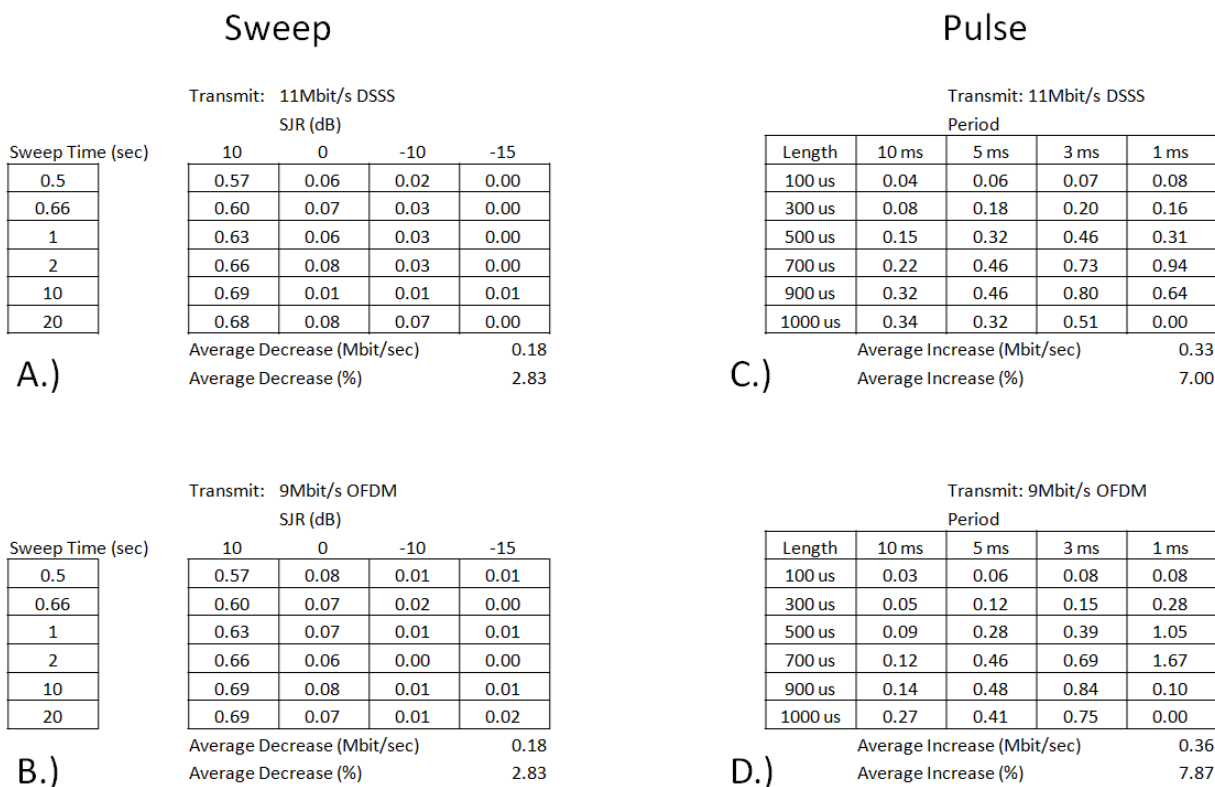 Sweep
Transmit: 11Mbit/s DSSS
SJR (dB)
Sweep Time (sec) 10 0 -10 -15
0.5 0.57 0.06 0.02 0.00
0.66 0.60 0.07 0.03 0.00
1 0.63 0.06 0.03 0.00
2 0.66 0.08 0.03 0.00
10 0.69 0.01 0.01 0.01
20 0.68 0.08 0.07 0.00
Average Decrease (Mbit/sec) 0.18
A.) Average Decrease (%) 2.83
Transmit: 9Mbit/s OFDM
SJR (dB)
Sweep Time (sec) 10 0 -10 -15
0.5 0.57 0.08 0.01 0.01
0.66 0.60 0.07 0.02 0.00
1 0.63 0.07 0.01 0.01
2 0.66 0.06 0.00 0.00
10 0.69 0.08 0.01 0.01
20 0.69 0.07 0.01 0.02
Average Decrease (Mbit/sec) 0.18
B.) Average Decrease (%) 2.83
Pulse
Transmit: 11Mbit/s DSSS
Period
Length 10 ms 5 ms 3 ms 1 ms
100 us 0.04 0.06 0.07 0.08
300 us 0.08 0.18 0.20 0.16
500 us 0.15 0.32 0.46 0.31
700 us 0.22 0.46 0.73 0.94
900 us 0.32 0.46 0.80 0.64
1000 us 0.34 0.32 0.51 0.00
Average Increase (Mbit/sec) 0.33
C.) Average Increase (%) 7.00
Transmit: 9Mbit/s OFDM
Period
Length 10 ms 5 ms 3 ms 1 ms
100 us 0.03 0.06 0.08 0.08
300 us 0.05 0.12 0.15 0.28
500 us 0.09 0.28 0.39 1.05
700 us 0.12 0.46 0.69 1.67
900 us 0.14 0.48 0.84 0.10
1000 us 0.27 0.41 0.75 0.00
Average Increase (Mbit/sec) 0.36
D.) Average Increase (%) 7.87